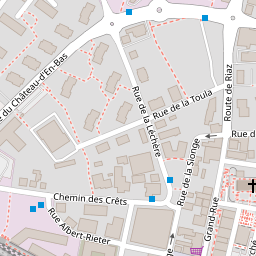 Route de Riaz
Rue de la Toula
Rue de la Léchère
e du Château-d'En-Bas
Rue d
Rue de la Sionge
Chemin des Crêts
Grand-Rue
Rue Albert-Rieter